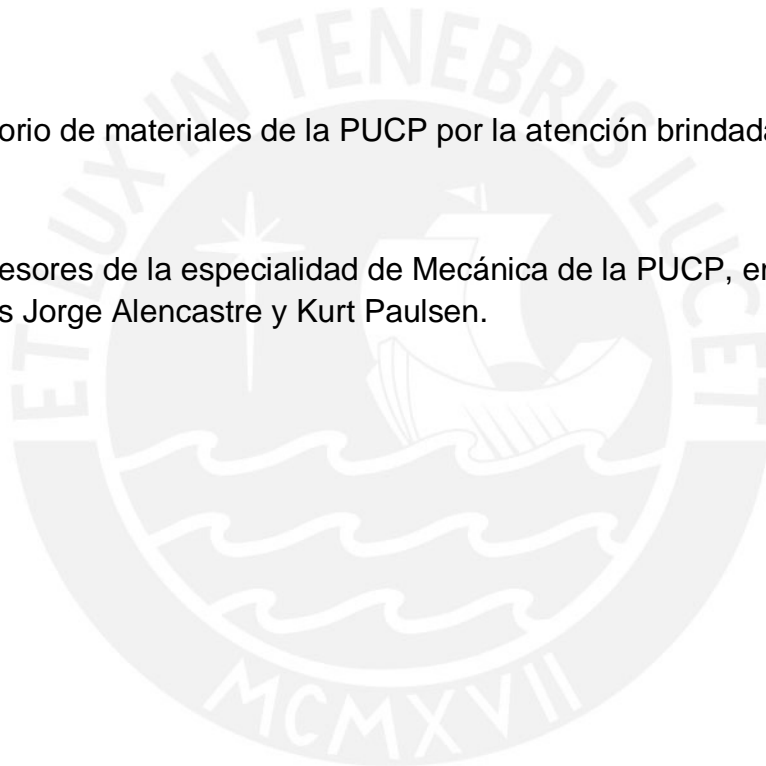 orio de materiales de la PUCP por la atención brindada
esores de la especialidad de Mecánica de la PUCP, en
s Jorge Alencastre y Kurt Paulsen.
ET LUX IN TENEBRIS LUCET
MCMXVII